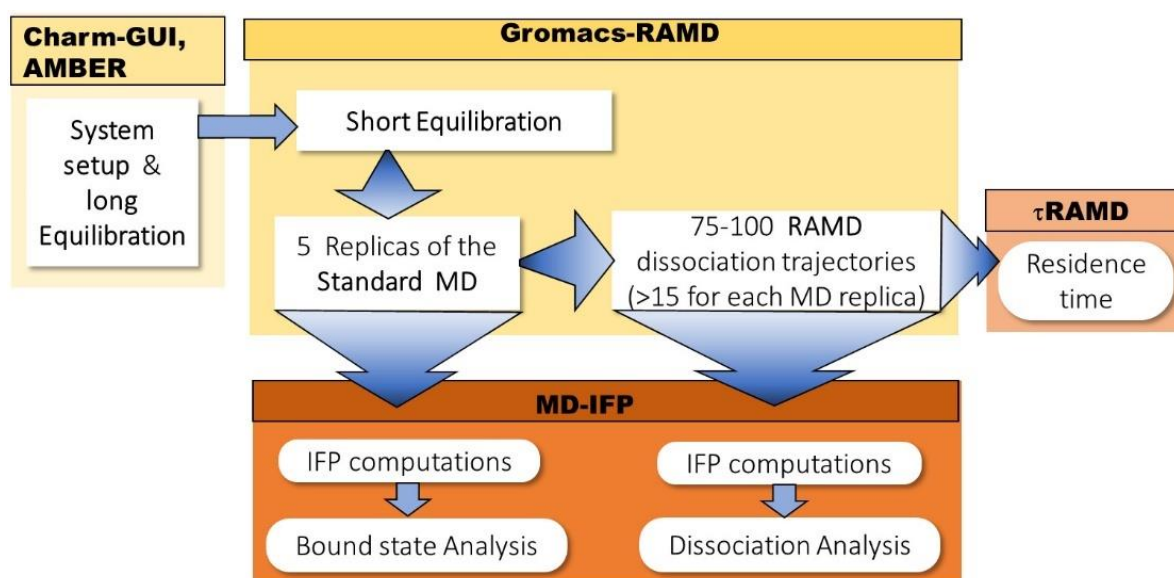 Charm-GUI,
AMBER
System
setup & 
long
Equilibration
Gromacs-RAMD
Short Equilibration
5 Replicas of the
Standard MD
75-100 RAMD
dissociation trajectories
(>15 for each MD replica)
τRAMD
Residence
time
MD-IFP
IFP computations
Bound state Analysis
IFP computations
Dissociation Analysis